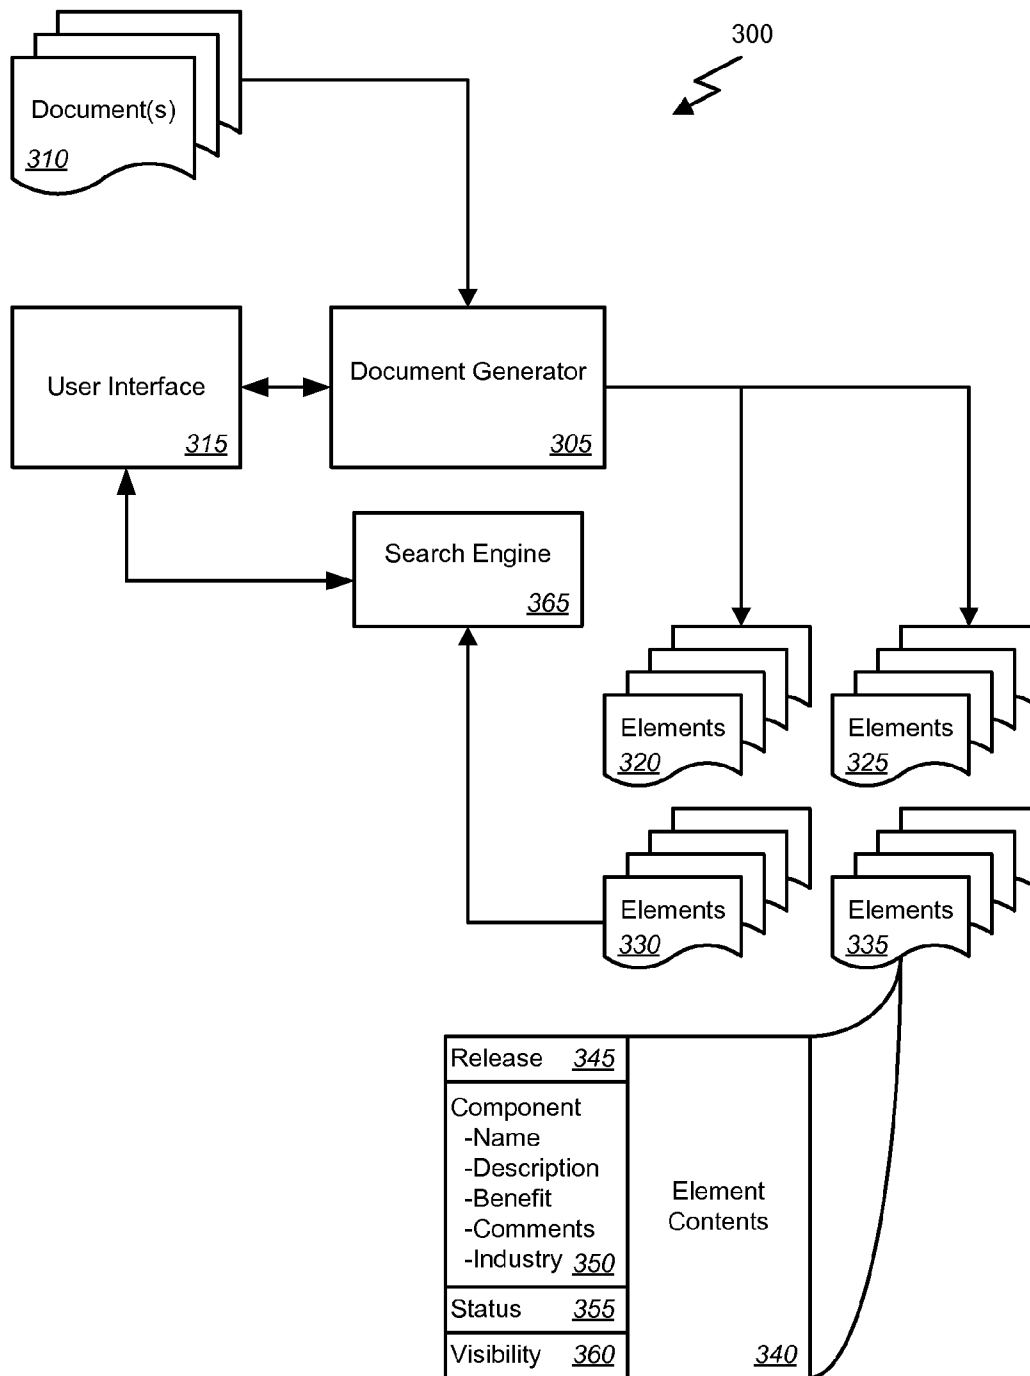 300
Document(s)
310
User Interface
315
Document Generator
305
Search Engine
365
Elements
320
Elements
325
Elements
330
Elements
335
Release 345
Component
-Name
-Description
-Benefit
-Comments
-Industry 350
Status 355
Visibility 360
Element
Contents
340